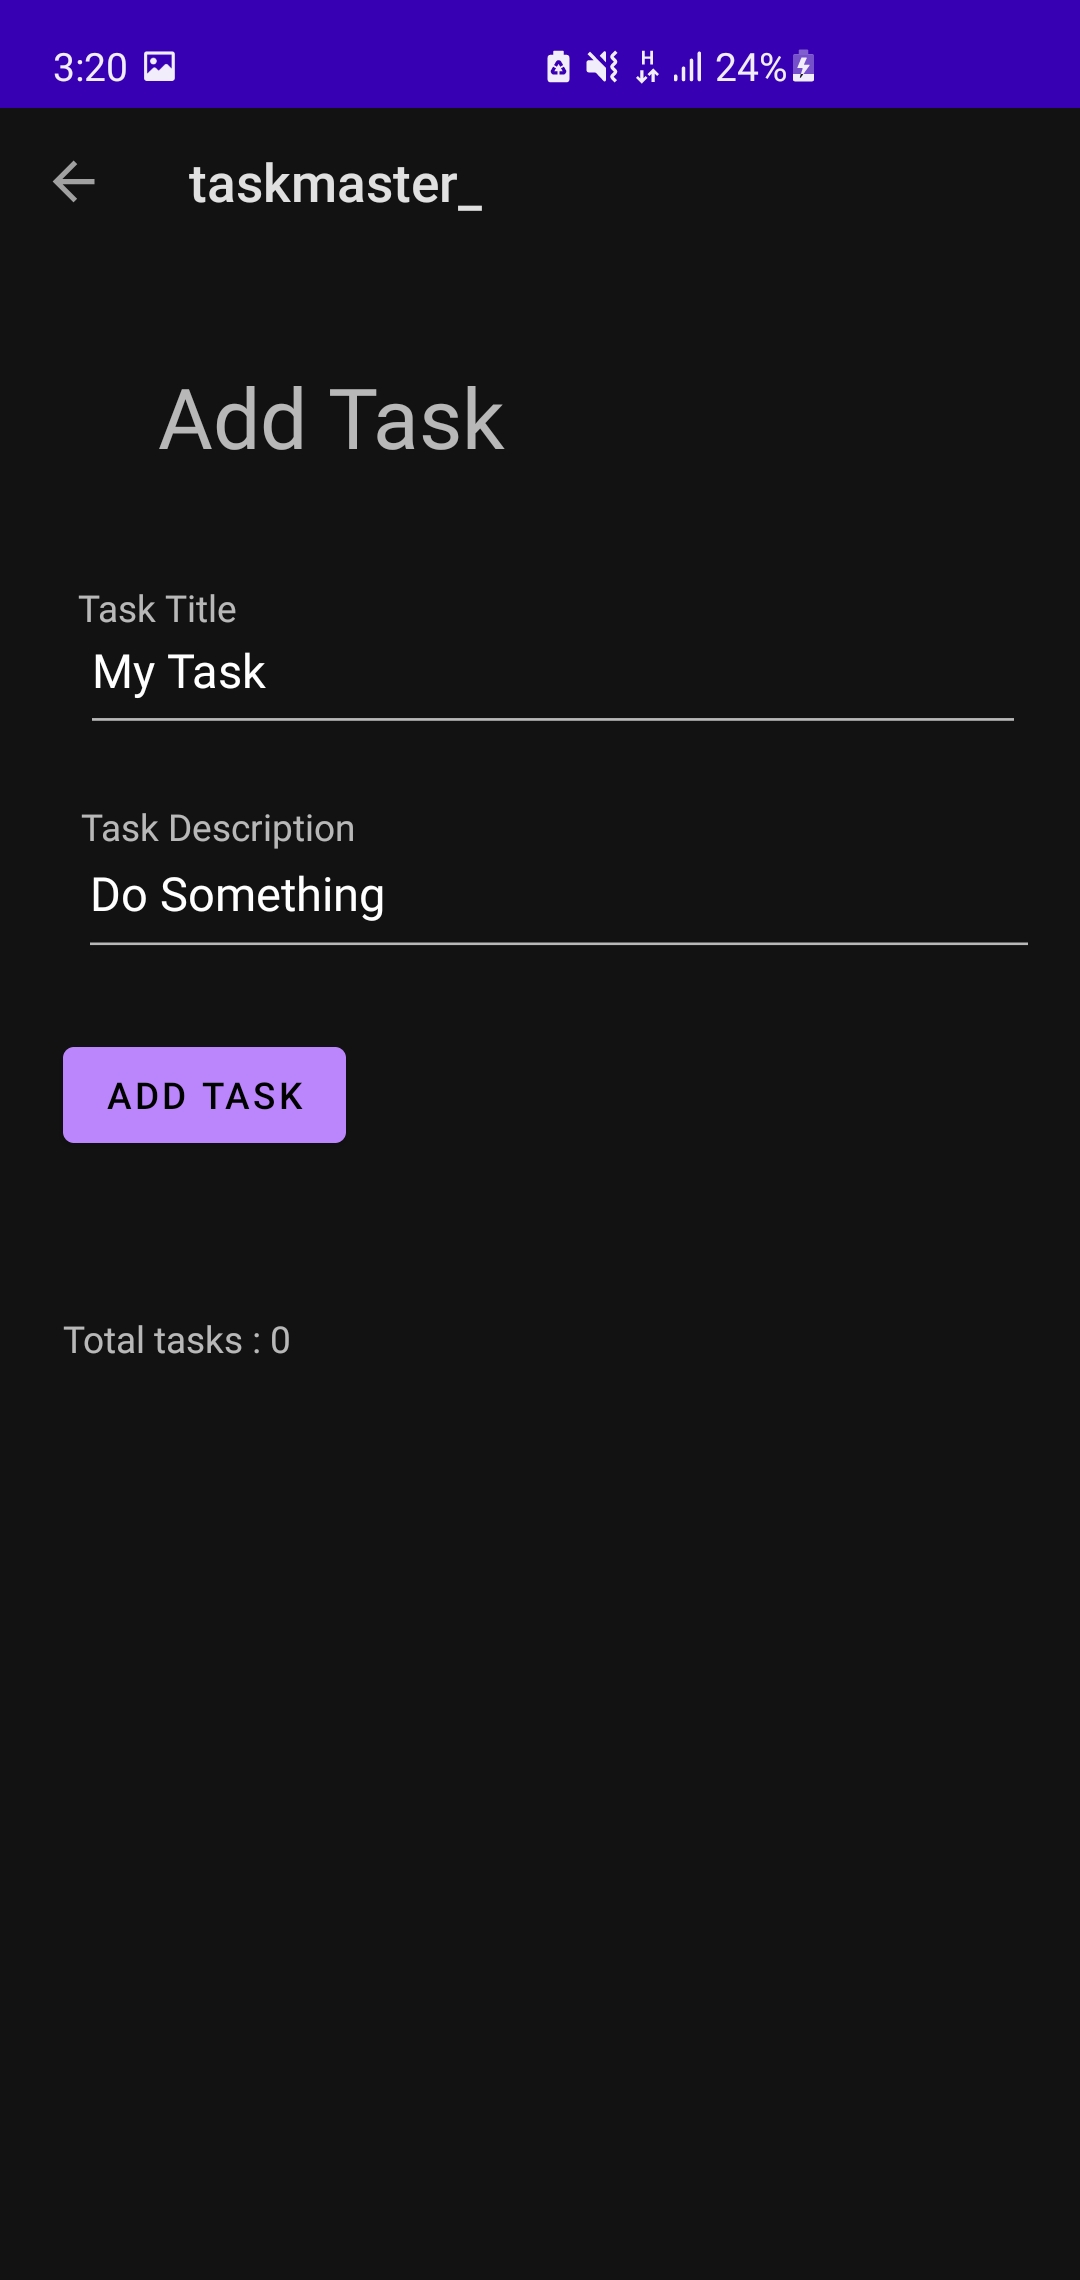 3:20 H 24%
taskmaster_
Add Task
Task Title
My Task
Task Description
Do Something
ADD TASK
Total tasks : 0